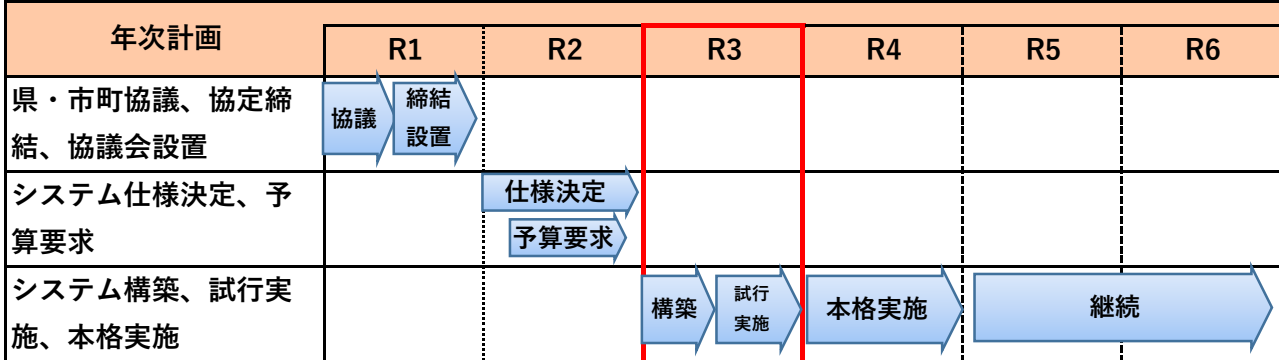 年次計画
R1
R2
R3
R4
R5
R6
県・市町協議、協定締
結、協議会設置
協議
締結
設置
システム仕様決定、予
算要求
仕様決定
予算要求
システム構築、試行実
施、本格実施
構築
試行
実施
本格実施
継続